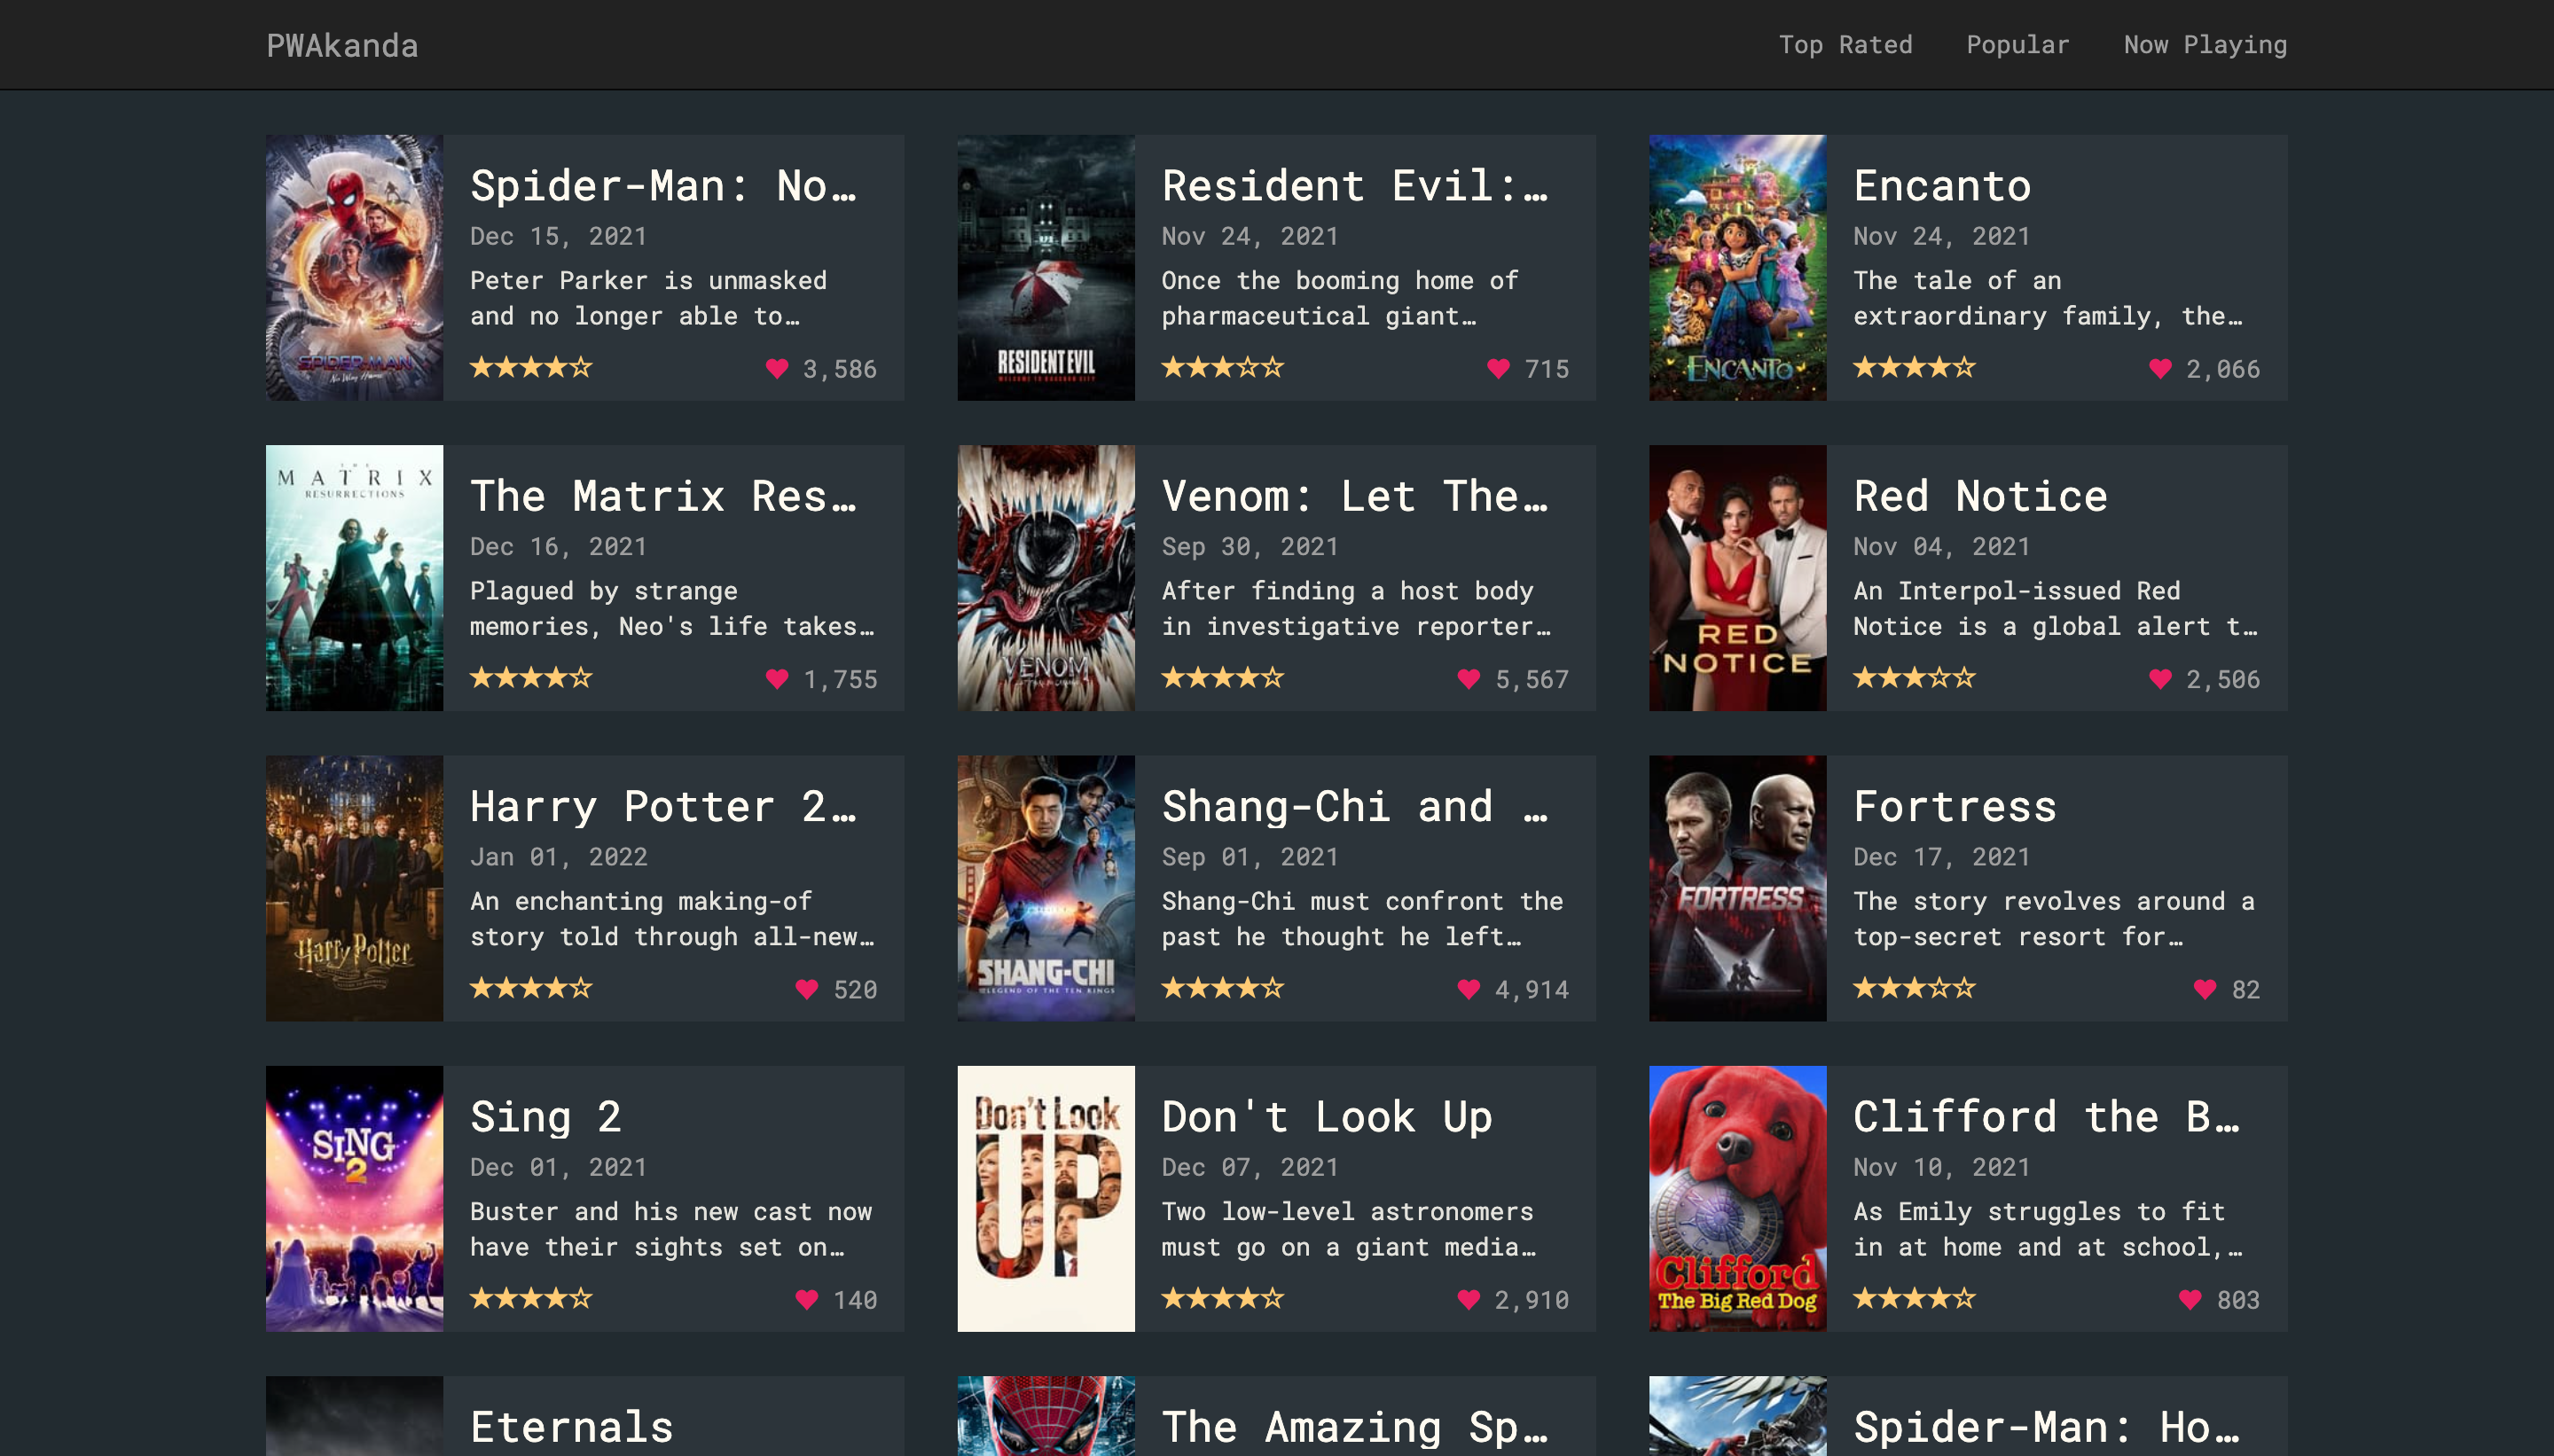 PWAkanda
Top Rated Popular Now Playing
SPIDER-MAN
No Way Home
Spider-Man: No…
Dec 15, 2021
Peter Parker is unmasked
and no longer able to…
★★★★☆ ♥ 3,586
RESIDENT EVIL
WELCOME TO RACCOON CITY
Resident Evil:…
Nov 24, 2021
Once the booming home of
pharmaceutical giant…
★★★☆☆ ♥ 715
ENCANTO
Encanto
Nov 24, 2021
The tale of an
extraordinary family, the…
★★★★☆ ♥ 2,066
THE
MATRIX
RESURRECTIONS
The Matrix Res…
Dec 16, 2021
Plagued by strange
memories, Neo's life takes…
★★★★☆ ♥ 1,755
VENOM
Venom: Let The…
Sep 30, 2021
After finding a host body
in investigative reporter…
★★★★☆ ♥ 5,567
RED
NOTICE
Red Notice
Nov 04, 2021
An Interpol-issued Red
Notice is a global alert t…
★★★☆☆ ♥ 2,506
Harry Potter
Harry Potter 2…
Jan 01, 2022
An enchanting making-of
story told through all-new…
★★★★☆ ♥ 520
SHANG-CHI
LEGEND OF THE TEN RINGS
Shang-Chi and …
Sep 01, 2021
Shang-Chi must confront the
past he thought he left…
★★★★☆ ♥ 4,914
FORTRESS
Fortress
Dec 17, 2021
The story revolves around a
top-secret resort for…
★★★☆☆ ♥ 82
SING
2
Sing 2
Dec 01, 2021
Buster and his new cast now
have their sights set on…
★★★★☆ ♥ 140
Don't Look
UP
Don't Look Up
Dec 07, 2021
Two low-level astronomers
must go on a giant media…
★★★★☆ ♥ 2,910
Clifford
The Big Red Dog
Clifford the B…
Nov 10, 2021
As Emily struggles to fit
in at home and at school,…
★★★★☆ ♥ 803
Eternals
The Amazing Sp…
Spider-Man: Ho…